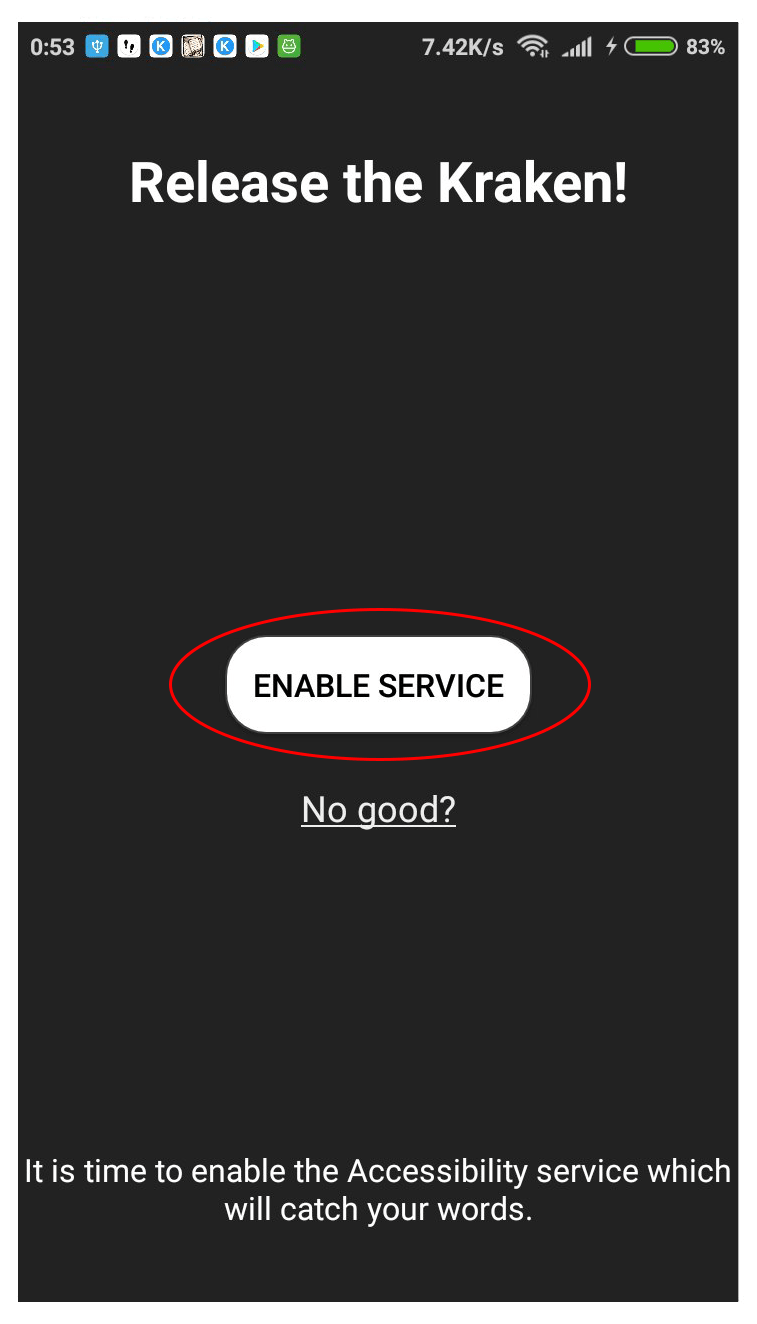 0:53 7.42K/s 83%
Release the Kraken!
ENABLE SERVICE
No good?
It is time to enable the Accessibility service which
will catch your words.